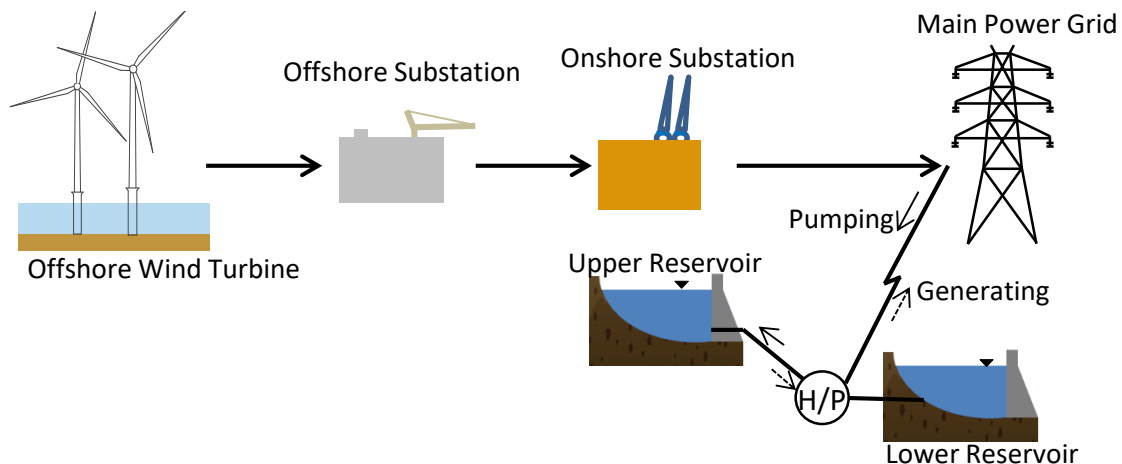 Main Power Grid
Offshore Substation
Onshore Substation
Pumping
Offshore Wind Turbine
Upper Reservoir
Generating
H/P
Lower Reservoir